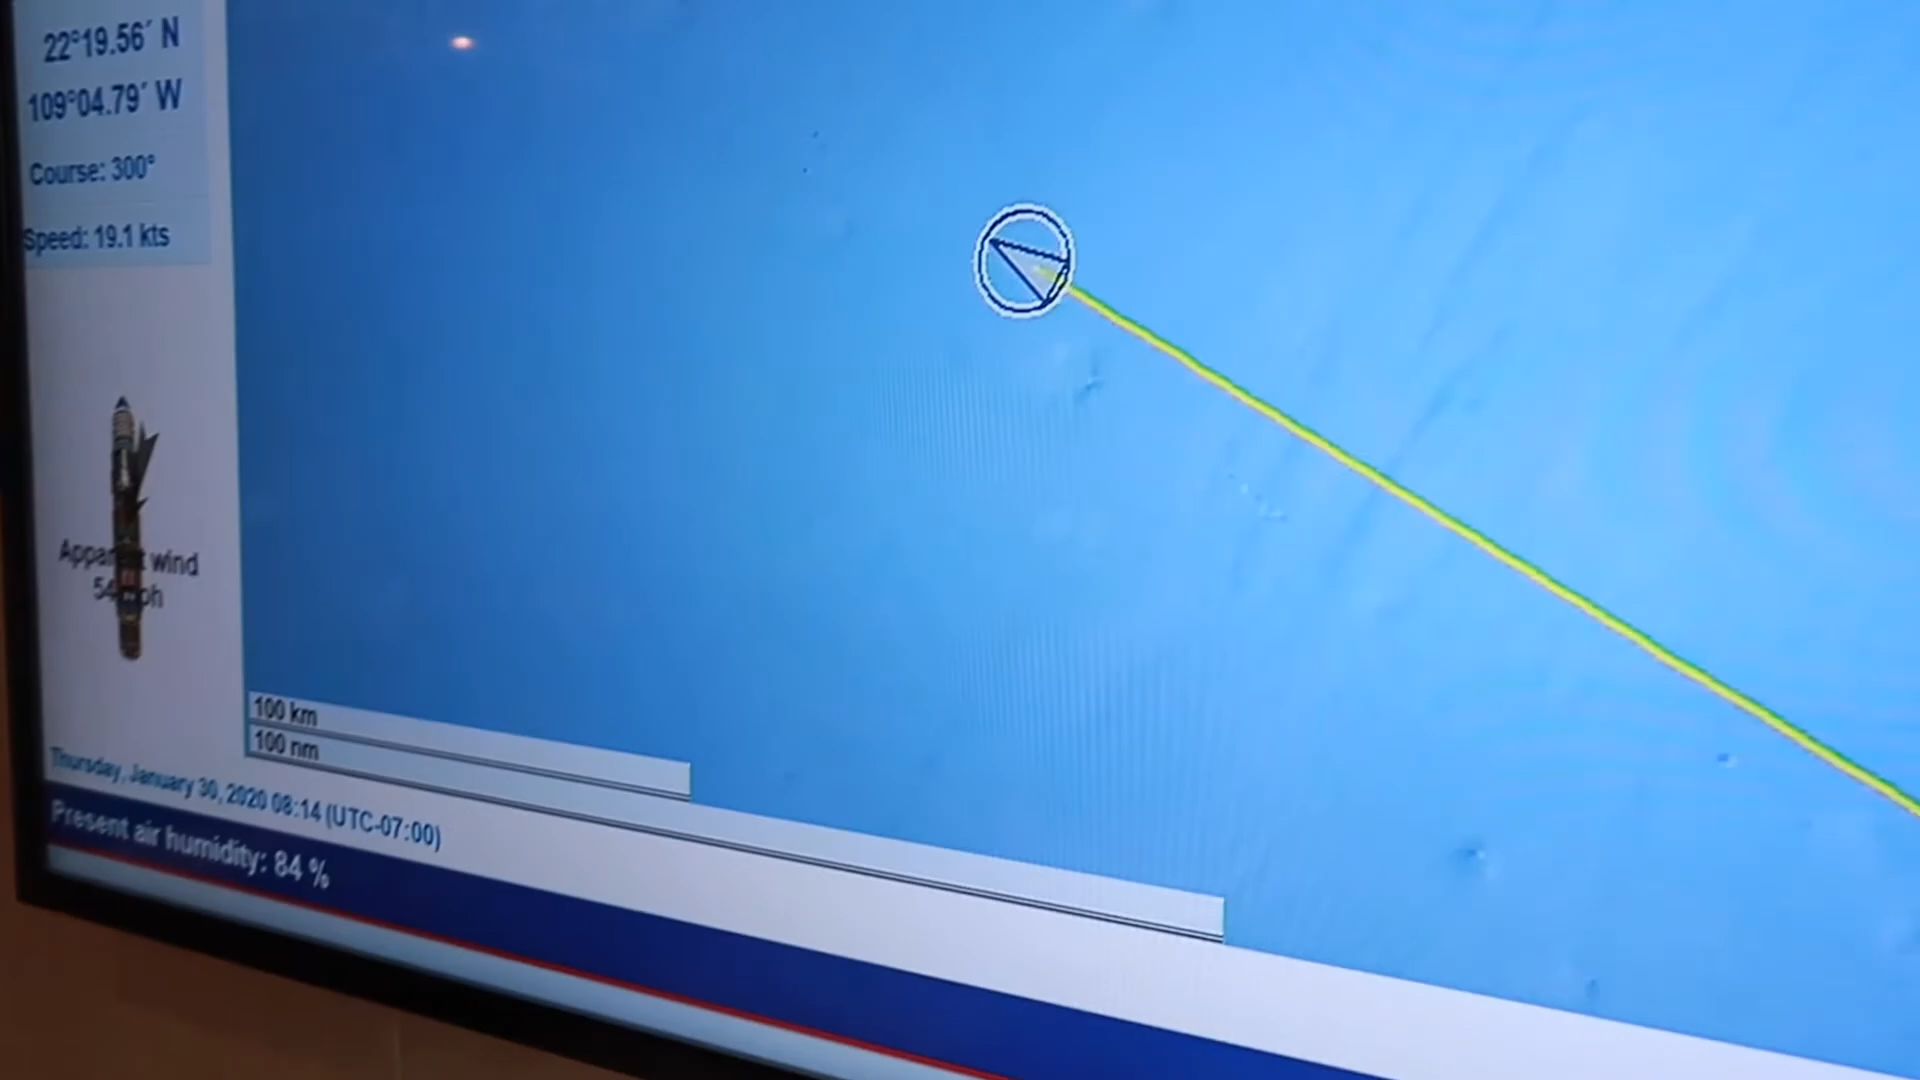 22°19.56´ N
109°04.79´ W
Course: 300°
Speed: 19.1 kts
wind
100 km
100 nm
Thursday, January 30, 2020 08:14 (UTC-07:00)
Present air humidity: 84 %